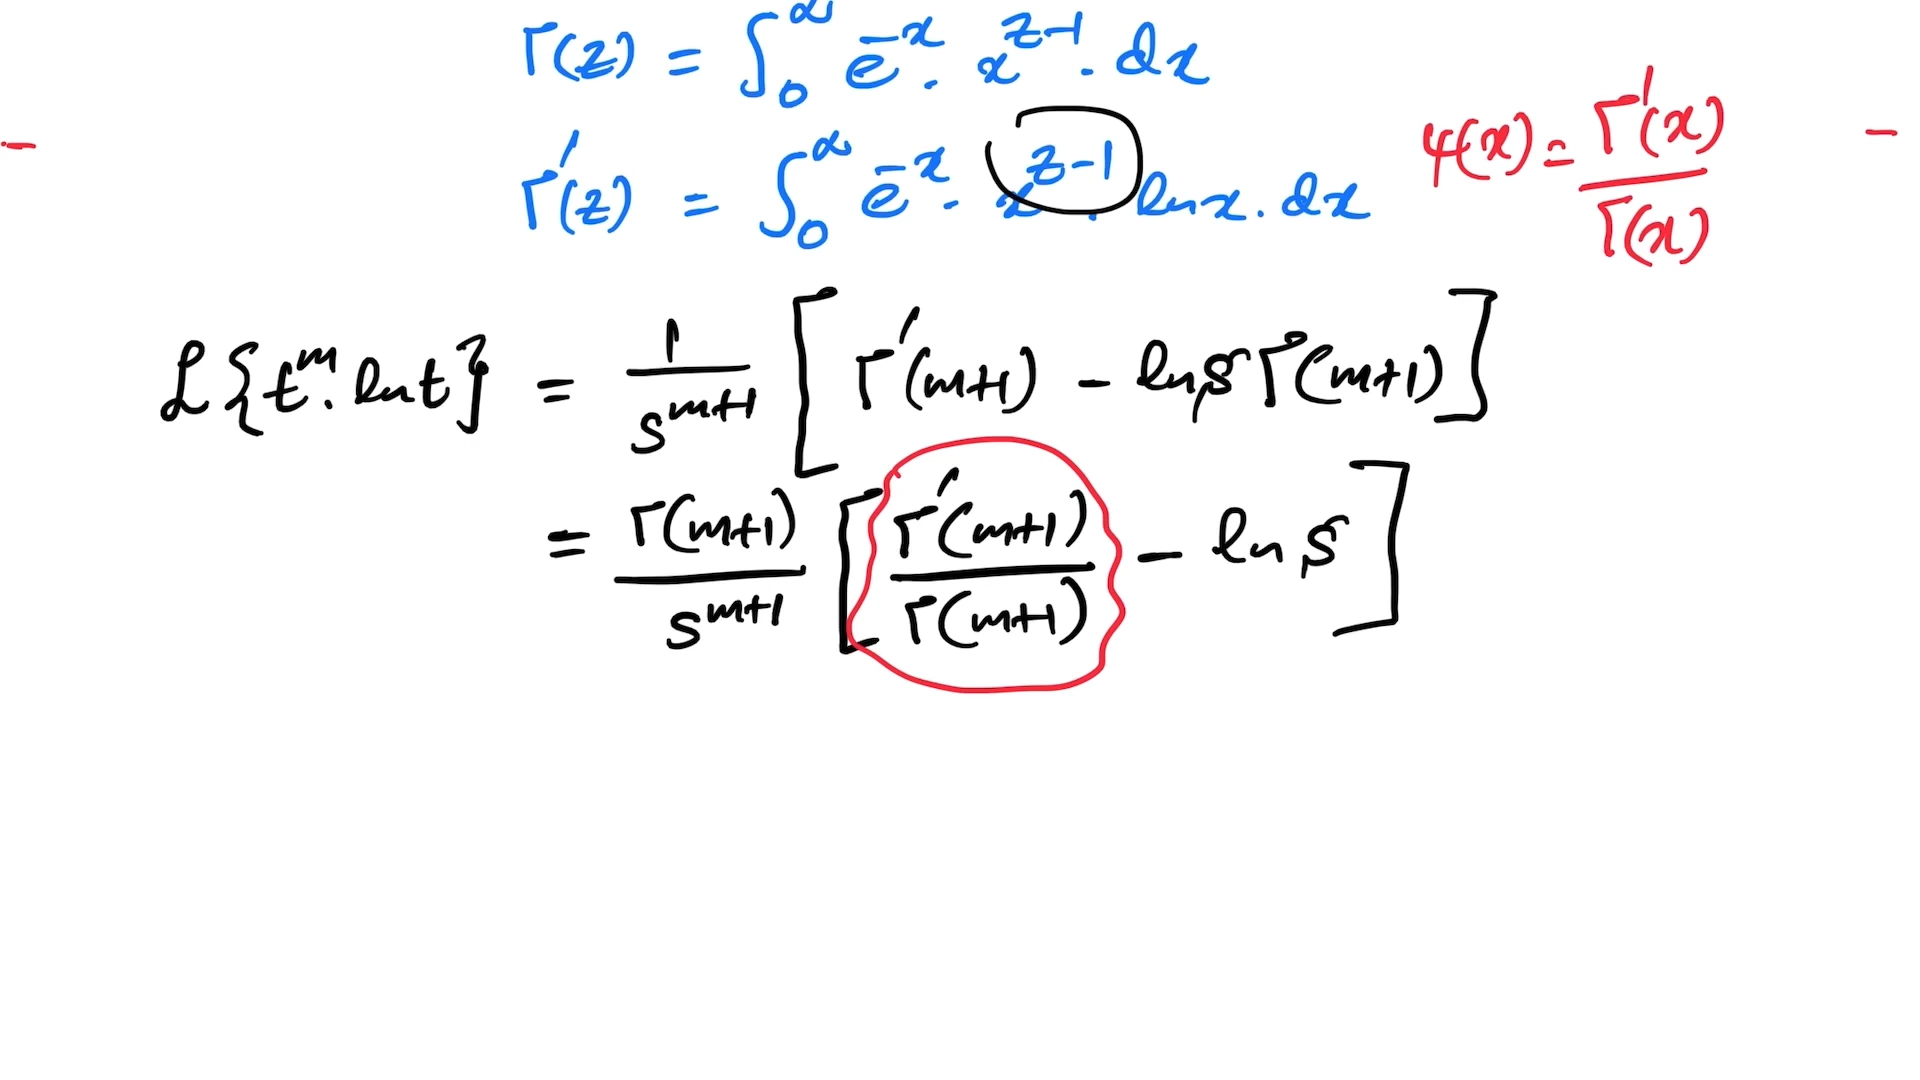 Γ(z) = ∫₀^∞ e^-x . x^z-1 . dx
Γ'(z) = ∫₀^∞ e^-x . x^z-1 . ln x . dx
ψ(x) = Γ'(x) / Γ(x)
ℒ{t^m . ln t} = 1 / s^m+1 [Γ'(m+1) - ln s Γ(m+1)]
= Γ(m+1) / s^m+1 [Γ'(m+1) / Γ(m+1) - ln s]